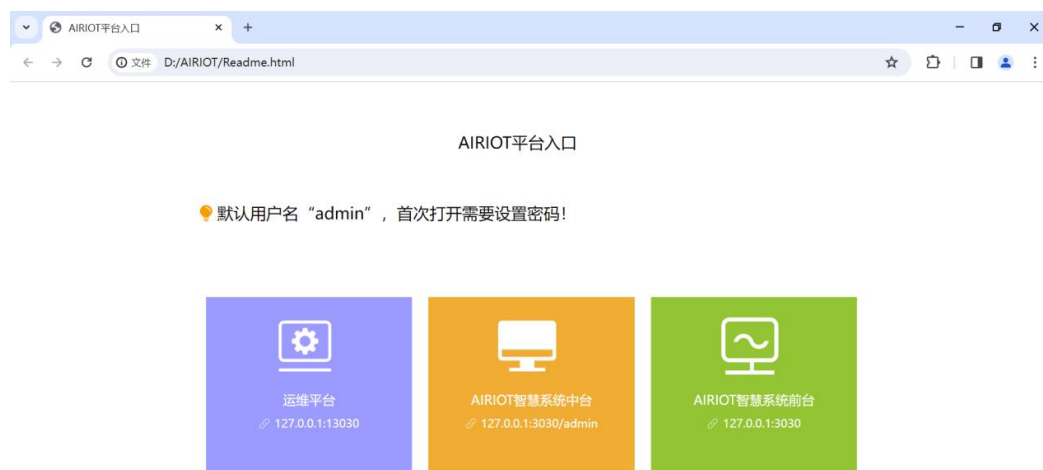 AIRIOT平台入口
文件 D:/AIRIOT/Readme.html
AIRIOT平台入口
默认用户名“admin”，首次打开需要设置密码！
运维平台
127.0.0.1:13030
AIRIOT智慧系统中台
127.0.0.1:3030/admin
AIRIOT智慧系统前台
127.0.0.1:3030